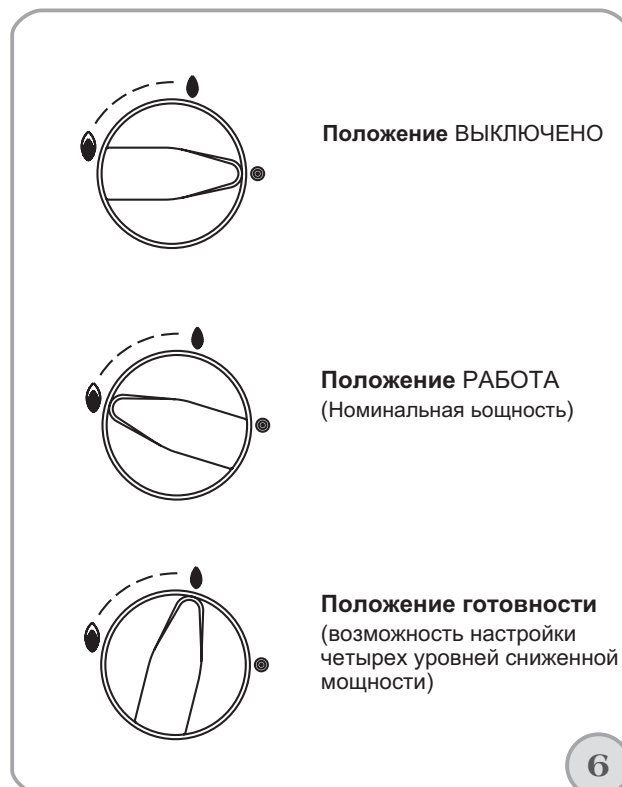 Положение ВЫКЛЮЧЕНО
Положение РАБОТА
(Номинальная ьощность)
Положение готовности
(возможность настройки
четырех уровней сниженной
мощности)
6